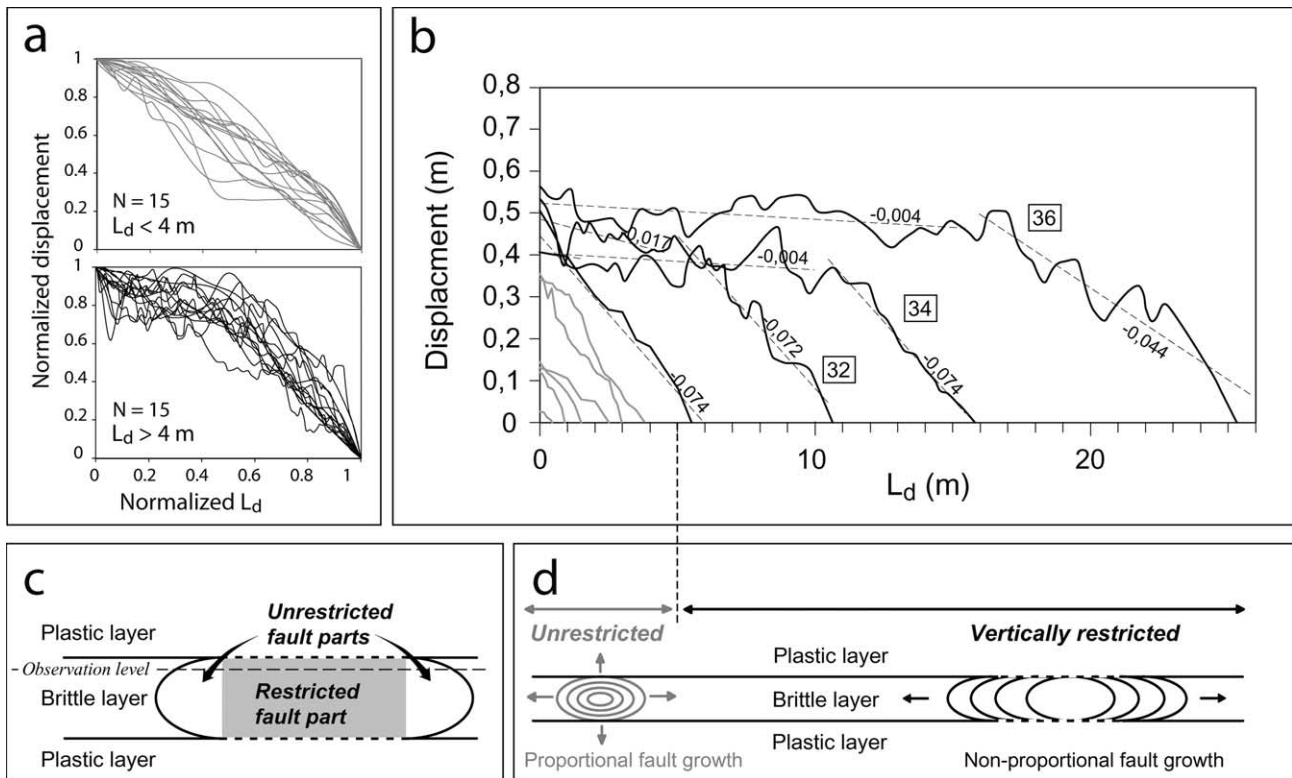 a
1
0.8
0.6
0.4
0.2
0
N = 15
Ld < 4 m
1
0.8
0.6
0.4
0.2
0
N = 15
Ld > 4 m
0 0.2 0.4 0.6 0.8 1
Normalized Ld
Normalized displacement
b
0,8
0,7
0,6
0,5
0,4
0,3
0,2
0,1
0
Displacment (m)
-0,004
36
-0,017
-0,004
34
-0,072
-0,044
32
-0,074
-0,074
0 10 20
Ld (m)
c
Unrestricted
fault parts
Plastic layer
Observation level
Brittle layer
Restricted
fault part
Plastic layer
d
Unrestricted
Vertically restricted
Plastic layer
Brittle layer
Plastic layer
Proportional fault growth
Non-proportional fault growth